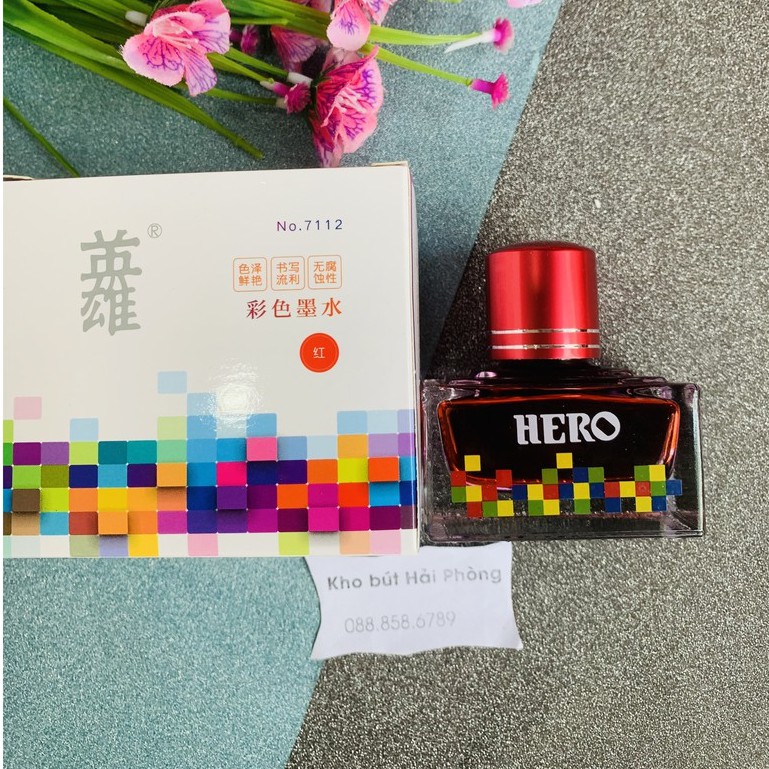 英雄®
No.7112
色泽鲜艳 书写流利 无腐蚀性
彩色墨水
红
HERO
Kho bút Hải Phòng
088.858.6789